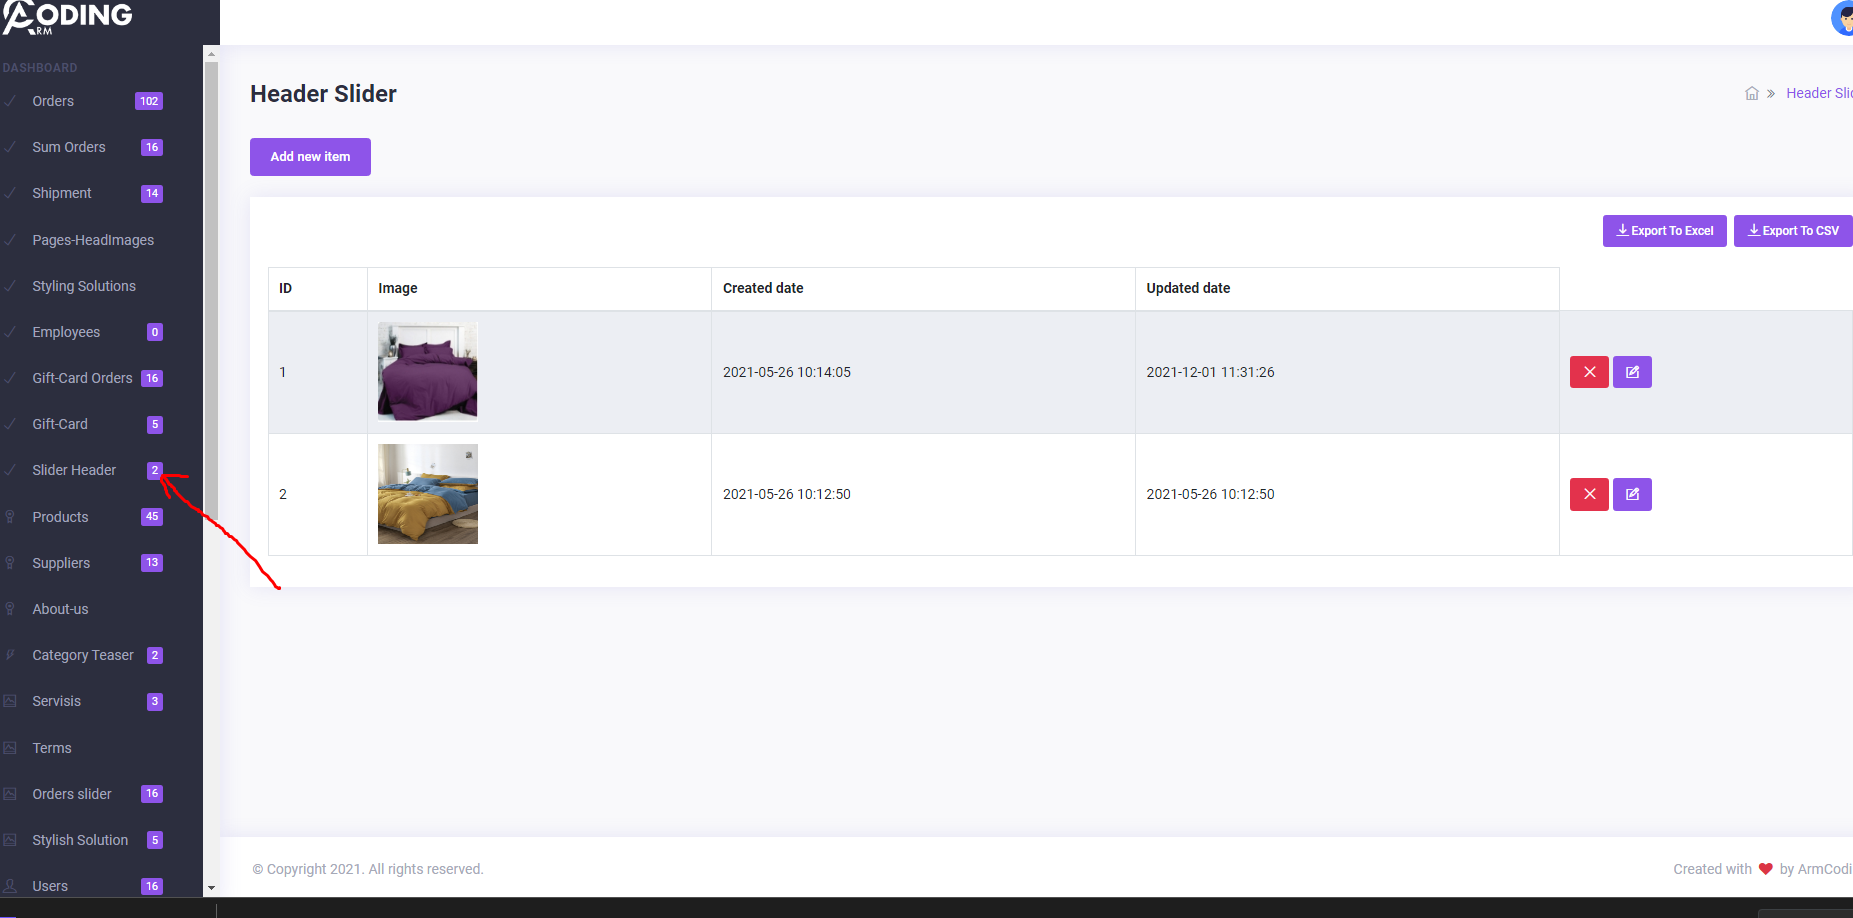 CODING
ARM
DASHBOARD
Orders 102
Sum Orders 16
Shipment 14
Pages-HeadImages
Styling Solutions
Employees 0
Gift-Card Orders 16
Gift-Card 5
Slider Header 2
Products 45
Suppliers 13
About-us
Category Teaser 2
Servisis 3
Terms
Orders slider 16
Stylish Solution 5
Users 16
Header Slider
» Header Slid
Add new item
Export To Excel Export To CSV
ID Image Created date Updated date
1 2021-05-26 10:14:05 2021-12-01 11:31:26
2 2021-05-26 10:12:50 2021-05-26 10:12:50
© Copyright 2021. All rights reserved.
Created with ❤ by ArmCodi